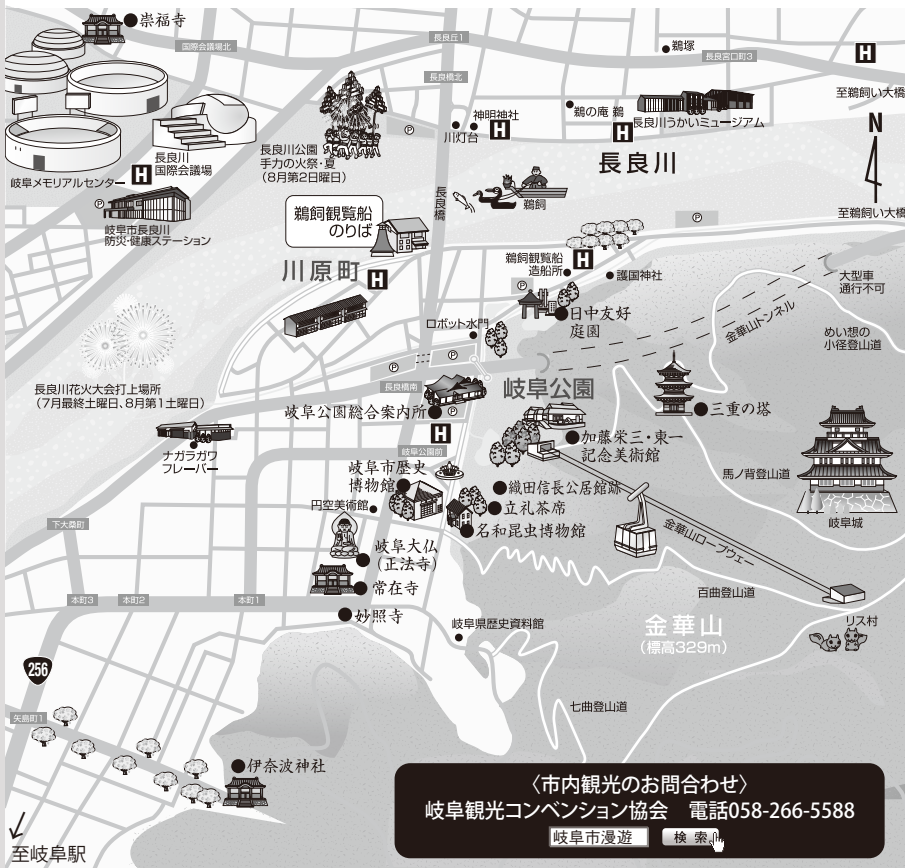 崇福寺
国際会議場北
長良丘1
鵜塚
長良宮口町3
H
至鵜飼い大橋
N
至鵜飼い大橋
長良橋北
神明神社
川灯台
H
鵜の庵 鵜
H
長良川うかいミュージアム
長良川
P
長良川公園
手力の火祭・夏
(8月第2日曜日)
長良川
国際会議場
岐阜メモリアルセンター
H
P
岐阜市長良川
防災・健康ステーション
鵜飼観覧船
のりば
長良橋
鵜飼
P
川原町
H
鵜飼観覧船
造船所
H
護国神社
P
日中友好
庭園
大型車
通行不可
金華山トンネル
めい想の
小径登山道
ロボット水門
P
P
長良川花火大会打上場所
(7月最終土曜日、8月第1土曜日)
長良橋南
岐阜公園
岐阜公園総合案内所
P
H
三重の塔
ナガラガワ
フレーバー
岐阜公園前
加藤栄三・東一
記念美術館
馬ノ背登山道
岐阜城
岐阜市歴史
博物館
円空美術館
織田信長公居館跡
立礼茶席
名和昆虫博物館
金華山ロープウェー
下大桑町
岐阜大仏
(正法寺)
常在寺
本町3
本町2
本町1
妙照寺
岐阜県歴史資料館
百曲登山道
金華山
(標高329m)
リス村
256
七曲登山道
矢島町1
伊奈波神社
至岐阜駅
〈市内観光のお問合わせ〉
岐阜観光コンベンション協会 電話058-266-5588
岐阜市漫遊 検索